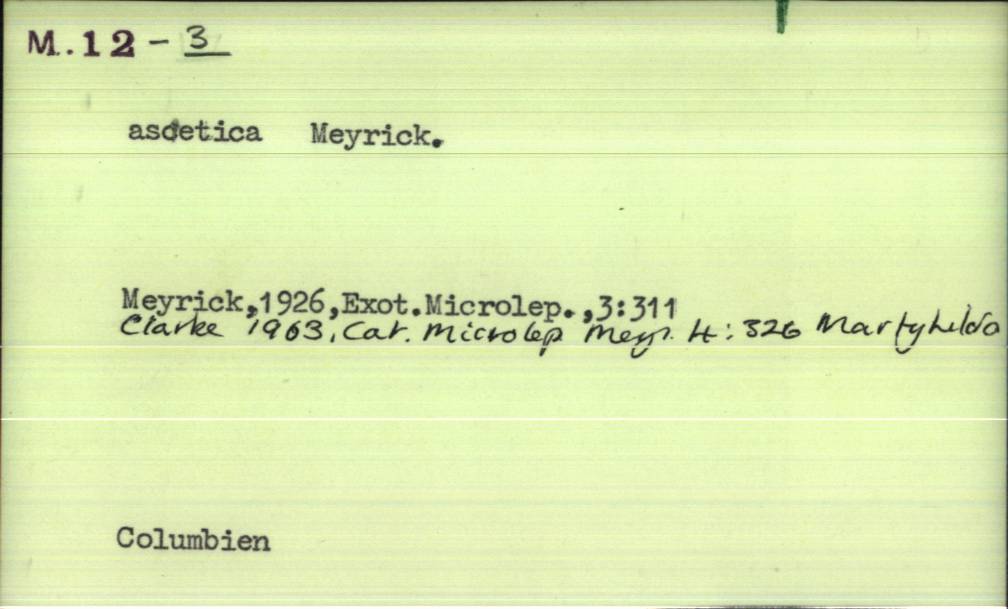 M.12 - 3
ascetica Meyrick.
Meyrick,1926,Exot.Microlep.,3:311
Clarke 1963, Cat. Microlep Meyr. 4: 326 Martyhilda
Columbien